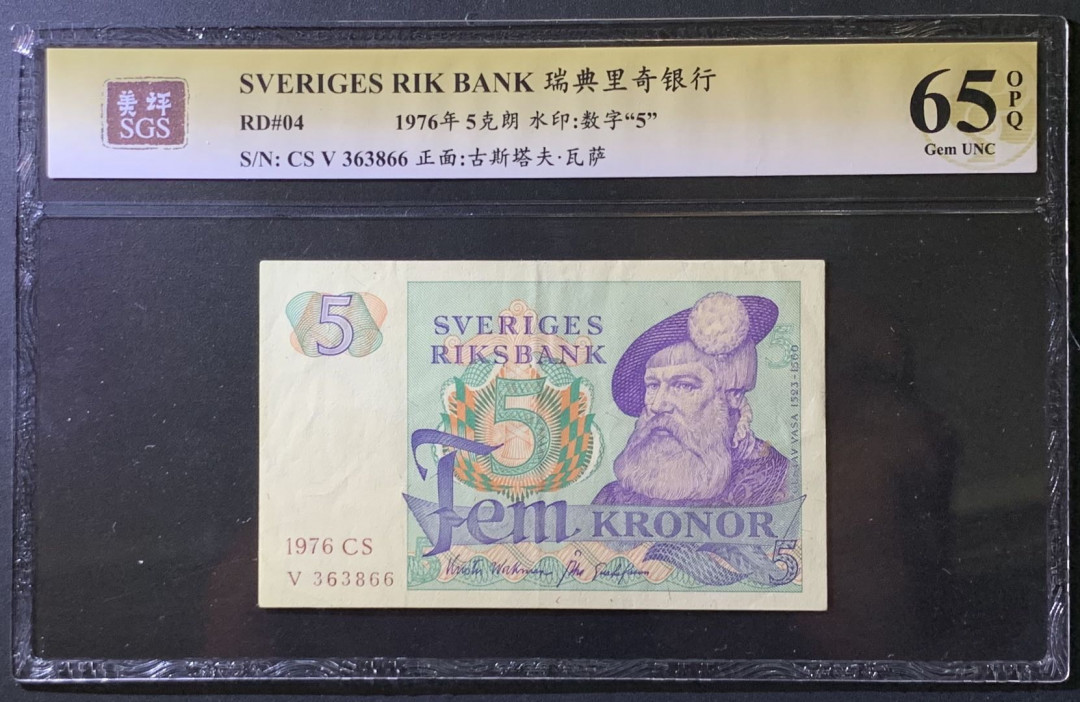 美评
SGS
SVERIGES RIK BANK 瑞典里奇银行
RD#04 1976年 5克朗 水印:数字“5”
S/N: CS V 363866 正面:古斯塔夫·瓦萨
65
OPQ
Gem UNC
5
SVERIGES
RIKSBANK
5
5
VASA 1523-1560
Fem KRONOR
1976 CS
V 363866
5